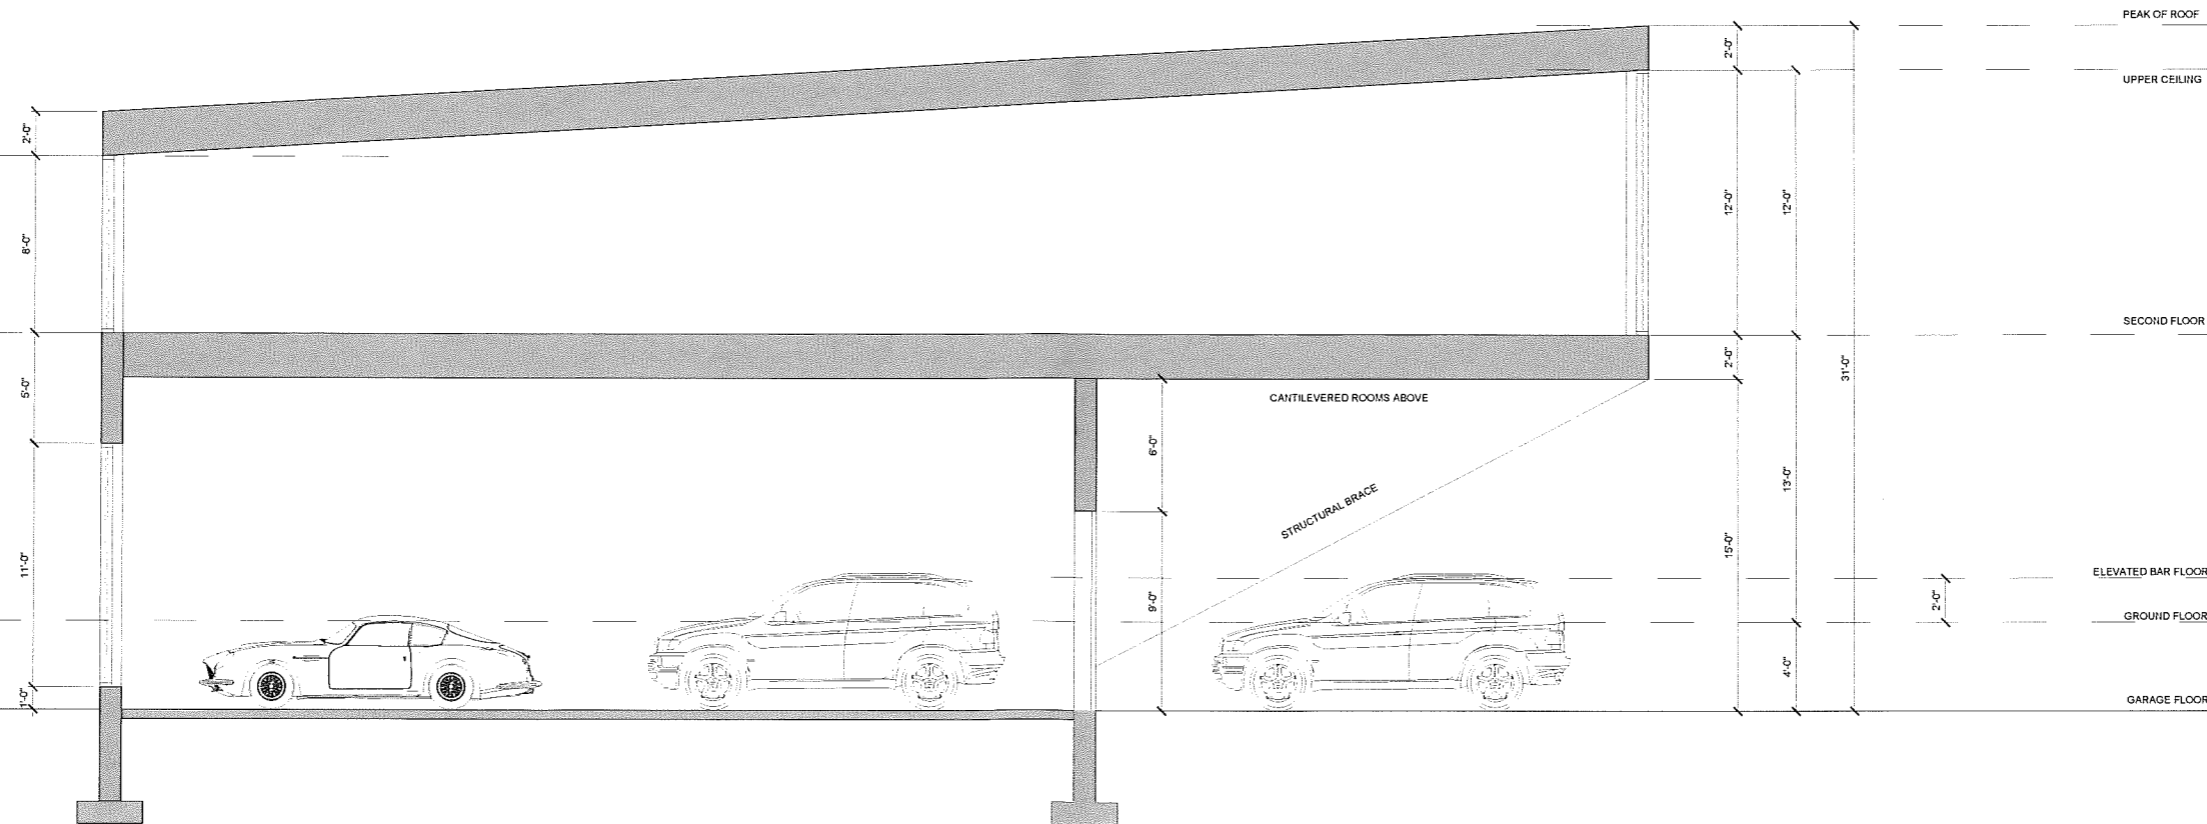 PEAK OF ROOF
2'-0"
UPPER CEILING
2'-0"
12'-0"
12'-0"
8'-0"
SECOND FLOOR
2'-0"
31'-0"
5'-0"
CANTILEVERED ROOMS ABOVE
6'-0"
13'-0"
STRUCTURAL BRACE
15'-0"
11'-0"
ELEVATED BAR FLOOR
9'-0"
2'-0"
GROUND FLOOR
4'-0"
1'-0"
GARAGE FLOOR